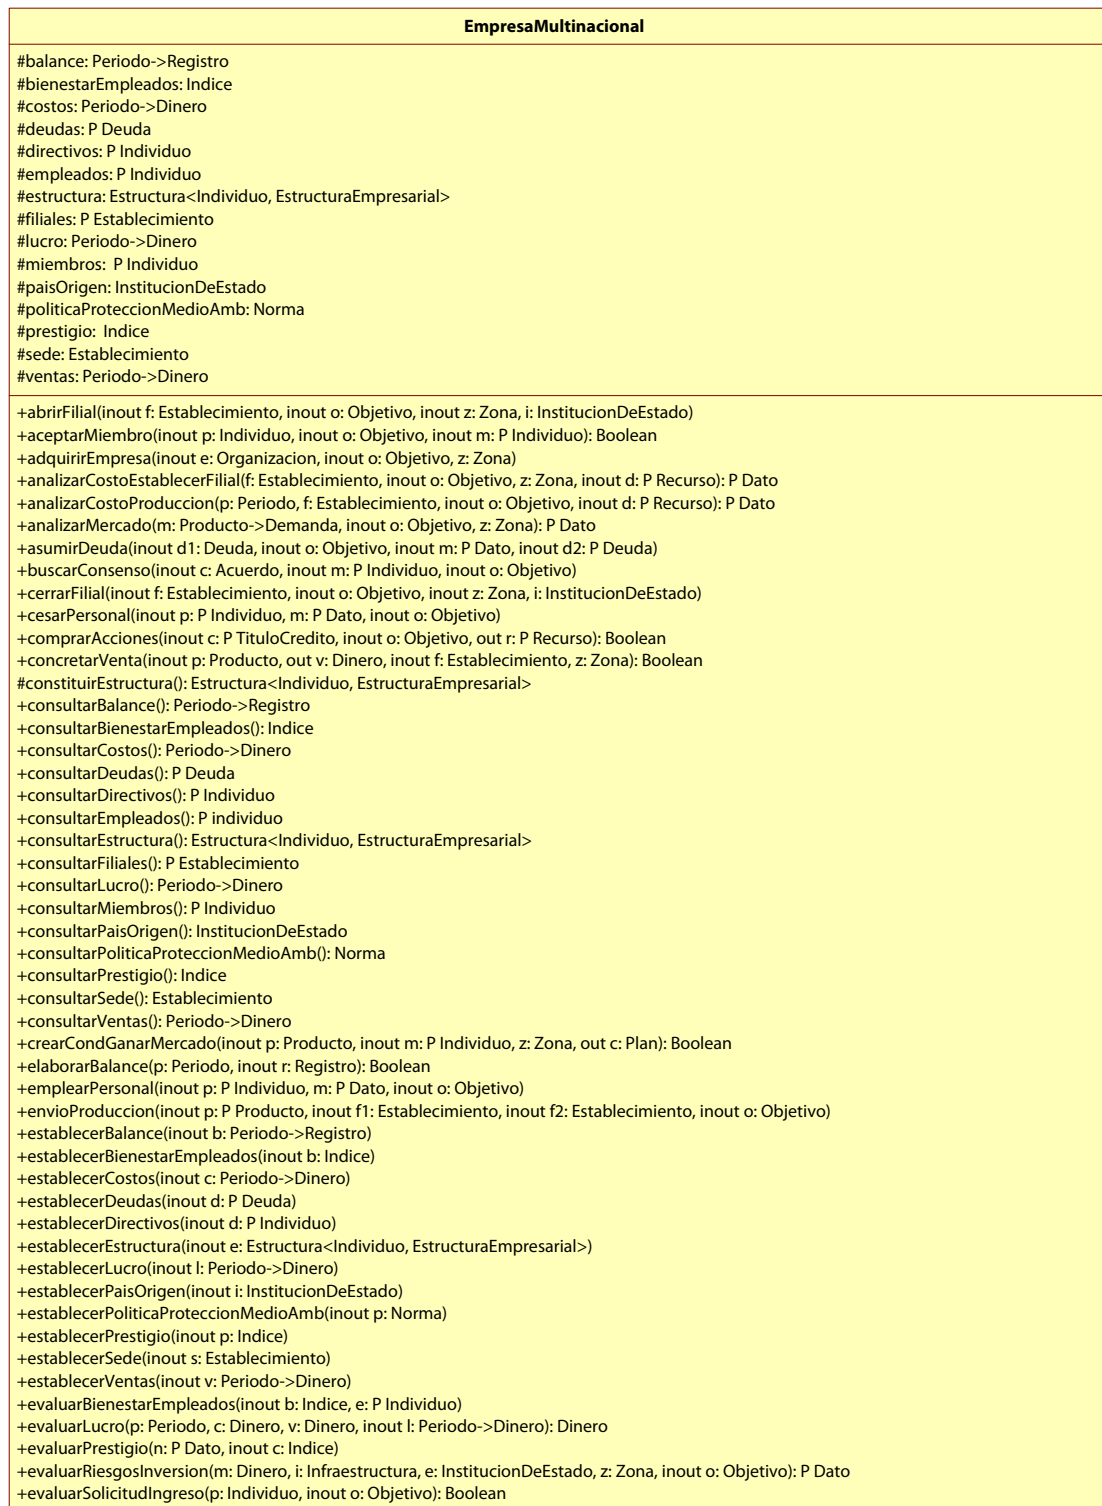 EmpresaMultinacional
#balance: Periodo->Registro
#bienestarEmpleados: Indice
#costos: Periodo->Dinero
#deudas: P Deuda
#directivos: P Individuo
#empleados: P Individuo
#estructura: Estructura<Individuo, EstructuraEmpresarial>
#filiales: P Establecimiento
#lucro: Periodo->Dinero
#miembros: P Individuo
#paisOrigen: InstitucionDeEstado
#politicaProteccionMedioAmb: Norma
#prestigio: Indice
#sede: Establecimiento
#ventas: Periodo->Dinero
+abrirFilial(inout f: Establecimiento, inout o: Objetivo, inout z: Zona, i: InstitucionDeEstado)
+aceptarMiembro(inout p: Individuo, inout o: Objetivo, inout m: P Individuo): Boolean
+adquirirEmpresa(inout e: Organizacion, inout o: Objetivo, z: Zona)
+analizarCostoEstablecerFilial(f: Establecimiento, inout o: Objetivo, z: Zona, inout d: P Recurso): P Dato
+analizarCostoProduccion(p: Periodo, f: Establecimiento, inout o: Objetivo, inout d: P Recurso): P Dato
+analizarMercado(m: Producto->Demanda, inout o: Objetivo, z: Zona): P Dato
+asumirDeuda(inout d1: Deuda, inout o: Objetivo, inout m: P Dato, inout d2: P Deuda)
+buscarConsenso(inout c: Acuerdo, inout m: P Individuo, inout o: Objetivo)
+cerrarFilial(inout f: Establecimiento, inout o: Objetivo, inout z: Zona, i: InstitucionDeEstado)
+cesarPersonal(inout p: P Individuo, m: P Dato, inout o: Objetivo)
+comprarAcciones(inout c: P TituloCredito, inout o: Objetivo, out r: P Recurso): Boolean
+concretarVenta(inout p: Producto, out v: Dinero, inout f: Establecimiento, z: Zona): Boolean
#constituirEstructura(): Estructura<Individuo, EstructuraEmpresarial>
+consultarBalance(): Periodo->Registro
+consultarBienestarEmpleados(): Indice
+consultarCostos(): Periodo->Dinero
+consultarDeudas(): P Deuda
+consultarDirectivos(): P Individuo
+consultarEmpleados(): P individuo
+consultarEstructura(): Estructura<Individuo, EstructuraEmpresarial>
+consultarFiliales(): P Establecimiento
+consultarLucro(): Periodo->Dinero
+consultarMiembros(): P Individuo
+consultarPaisOrigen(): InstitucionDeEstado
+consultarPoliticaProteccionMedioAmb(): Norma
+consultarPrestigio(): Indice
+consultarSede(): Establecimiento
+consultarVentas(): Periodo->Dinero
+crearCondGanarMercado(inout p: Producto, inout m: P Individuo, z: Zona, out c: Plan): Boolean
+elaborarBalance(p: Periodo, inout r: Registro): Boolean
+emplearPersonal(inout p: P Individuo, m: P Dato, inout o: Objetivo)
+envioProduccion(inout p: P Producto, inout f1: Establecimiento, inout f2: Establecimiento, inout o: Objetivo)
+establecerBalance(inout b: Periodo->Registro)
+establecerBienestarEmpleados(inout b: Indice)
+establecerCostos(inout c: Periodo->Dinero)
+establecerDeudas(inout d: P Deuda)
+establecerDirectivos(inout d: P Individuo)
+establecerEstructura(inout e: Estructura<Individuo, EstructuraEmpresarial>)
+establecerLucro(inout l: Periodo->Dinero)
+establecerPaisOrigen(inout i: InstitucionDeEstado)
+establecerPoliticaProteccionMedioAmb(inout p: Norma)
+establecerPrestigio(inout p: Indice)
+establecerSede(inout s: Establecimiento)
+establecerVentas(inout v: Periodo->Dinero)
+evaluarBienestarEmpleados(inout b: Indice, e: P Individuo)
+evaluarLucro(p: Periodo, c: Dinero, v: Dinero, inout l: Periodo->Dinero): Dinero
+evaluarPrestigio(n: P Dato, inout c: Indice)
+evaluarRiesgosInversion(m: Dinero, i: Infraestructura, e: InstitucionDeEstado, z: Zona, inout o: Objetivo): P Dato
+evaluarSolicitudIngreso(p: Individuo, inout o: Objetivo): Boolean